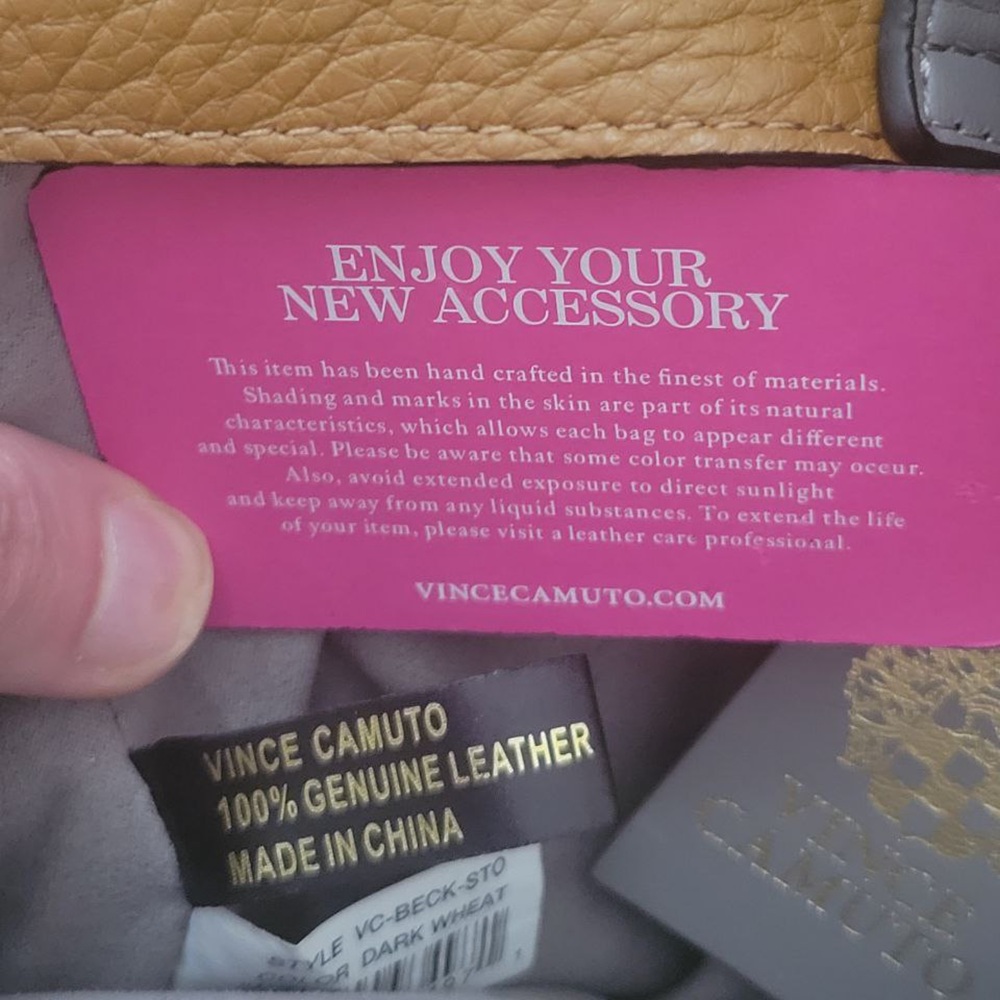 ENJOY YOUR
NEW ACCESSORY
This item has been hand crafted in the finest of materials.
Shading and marks in the skin are part of its natural
characteristics, which allows each bag to appear different
and special. Please be aware that some color transfer may occur.
Also, avoid extended exposure to direct sunlight
and keep away from any liquid substances. To extend the life
of your item, please visit a leather care professional.
VINCECAMUTO.COM
VINCE CAMUTO
100% GENUINE LEATHER
MADE IN CHINA
STYLE VC-BECK-STO
COLOR DARK WHEAT
VINCE
CAMUTO